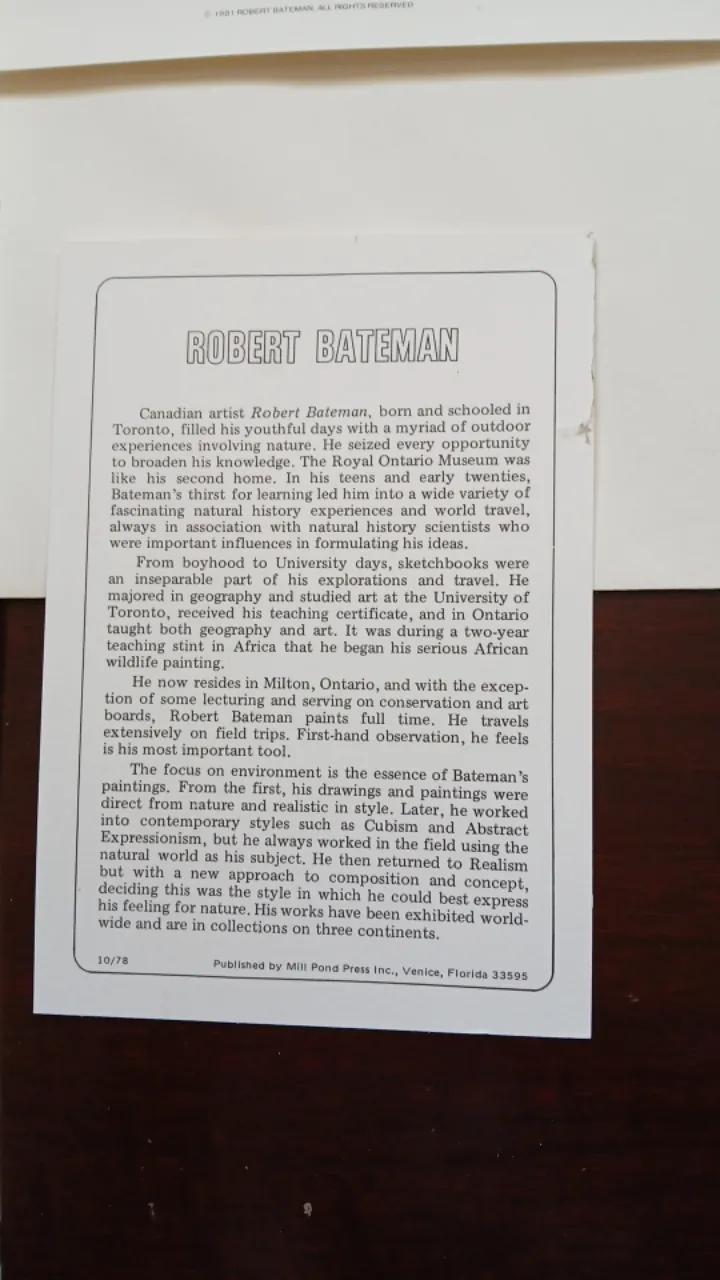 © 1981 ROBERT BATEMAN. ALL RIGHTS RESERVED
ROBERT BATEMAN
Canadian artist Robert Bateman, born and schooled in
Toronto, filled his youthful days with a myriad of outdoor
experiences involving nature. He seized every opportunity
to broaden his knowledge. The Royal Ontario Museum was
like his second home. In his teens and early twenties,
Bateman's thirst for learning led him into a wide variety of
fascinating natural history experiences and world travel,
always in association with natural history scientists who
were important influences in formulating his ideas.
From boyhood to University days, sketchbooks were
an inseparable part of his explorations and travel. He
majored in geography and studied art at the University of
Toronto, received his teaching certificate, and in Ontario
taught both geography and art. It was during a two-year
teaching stint in Africa that he began his serious African
wildlife painting.
He now resides in Milton, Ontario, and with the excep-
tion of some lecturing and serving on conservation and art
boards, Robert Bateman paints full time. He travels
extensively on field trips. First-hand observation, he feels
is his most important tool.
The focus on environment is the essence of Bateman's
paintings. From the first, his drawings and paintings were
direct from nature and realistic in style. Later, he worked
into contemporary styles such as Cubism and Abstract
Expressionism, but he always worked in the field using the
natural world as his subject. He then returned to Realism
but with a new approach to composition and concept,
deciding this was the style in which he could best express
his feeling for nature. His works have been exhibited world-
wide and are in collections on three continents.
10/78 Published by Mill Pond Press Inc., Venice, Florida 33595